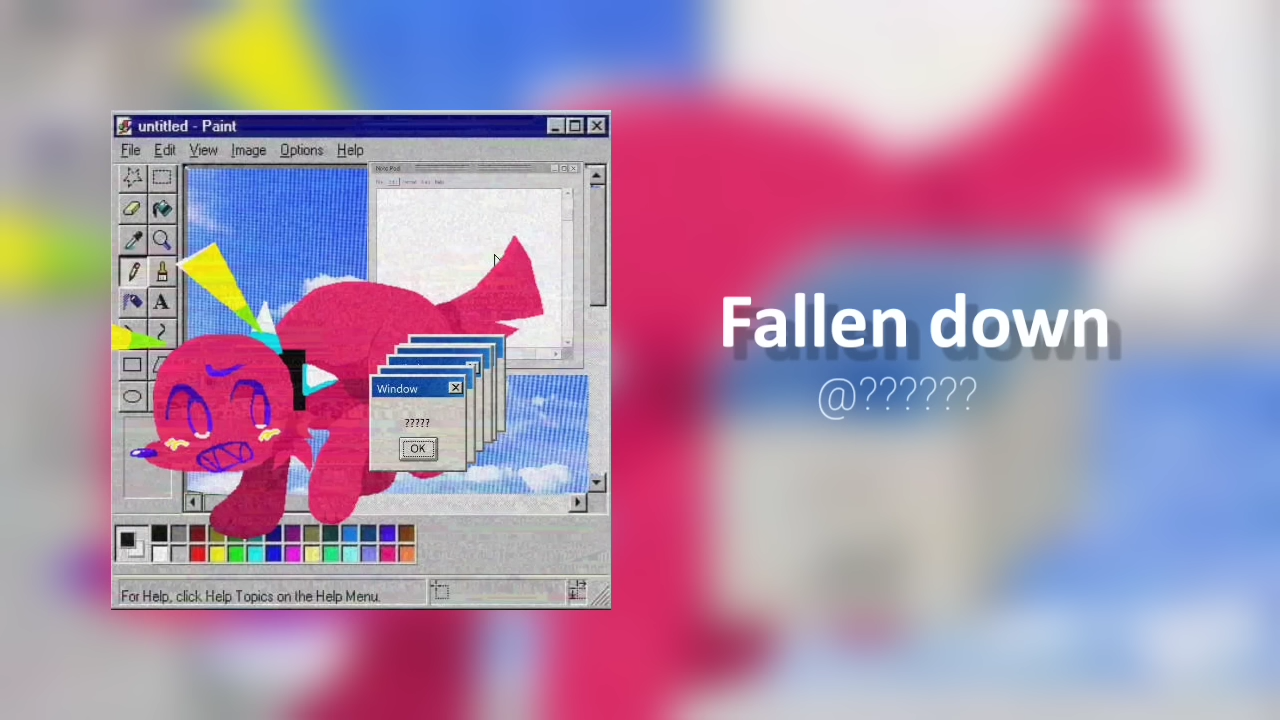 untitled - Paint
File Edit View Image Options Help
A
Window
?????
OK
For Help, click Help Topics on the Help Menu.
Fallen down
@??????